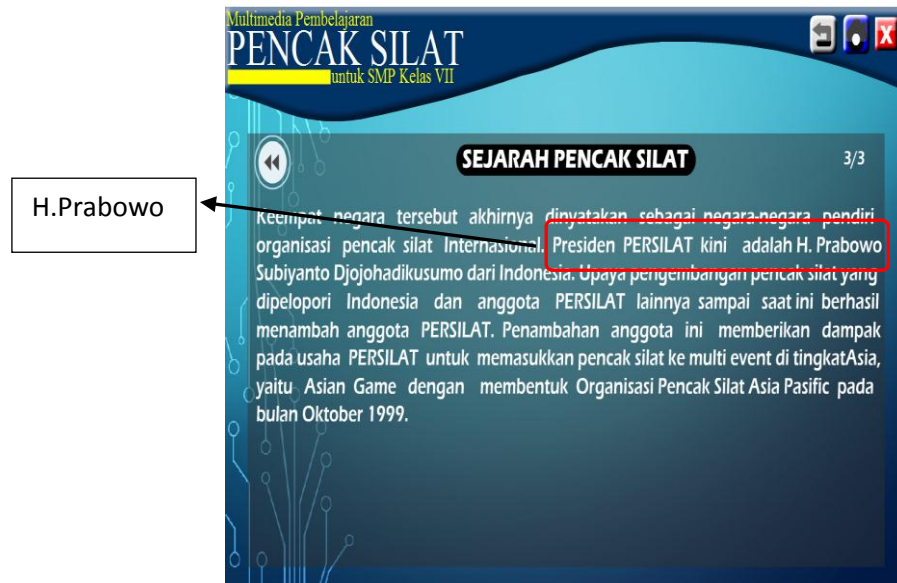 Multimedia Pembelajaran
PENCAK SILAT
untuk SMP Kelas VII
X
SEJARAH PENCAK SILAT
3/3
H.Prabowo
Keempat negara tersebut akhirnya dinyatakan sebagai negara-negara pendiri
organisasi pencak silat Internasional. Presiden PERSILAT kini adalah H. Prabowo
Subiyanto Djojohadikusumo dari Indonesia. Upaya pengembangan pencak silat yang
dipelopori Indonesia dan anggota PERSILAT lainnya sampai saat ini berhasil
menambah anggota PERSILAT. Penambahan anggota ini memberikan dampak
pada usaha PERSILAT untuk memasukkan pencak silat ke multi event di tingkatAsia,
yaitu Asian Game dengan membentuk Organisasi Pencak Silat Asia Pasific pada
bulan Oktober 1999.